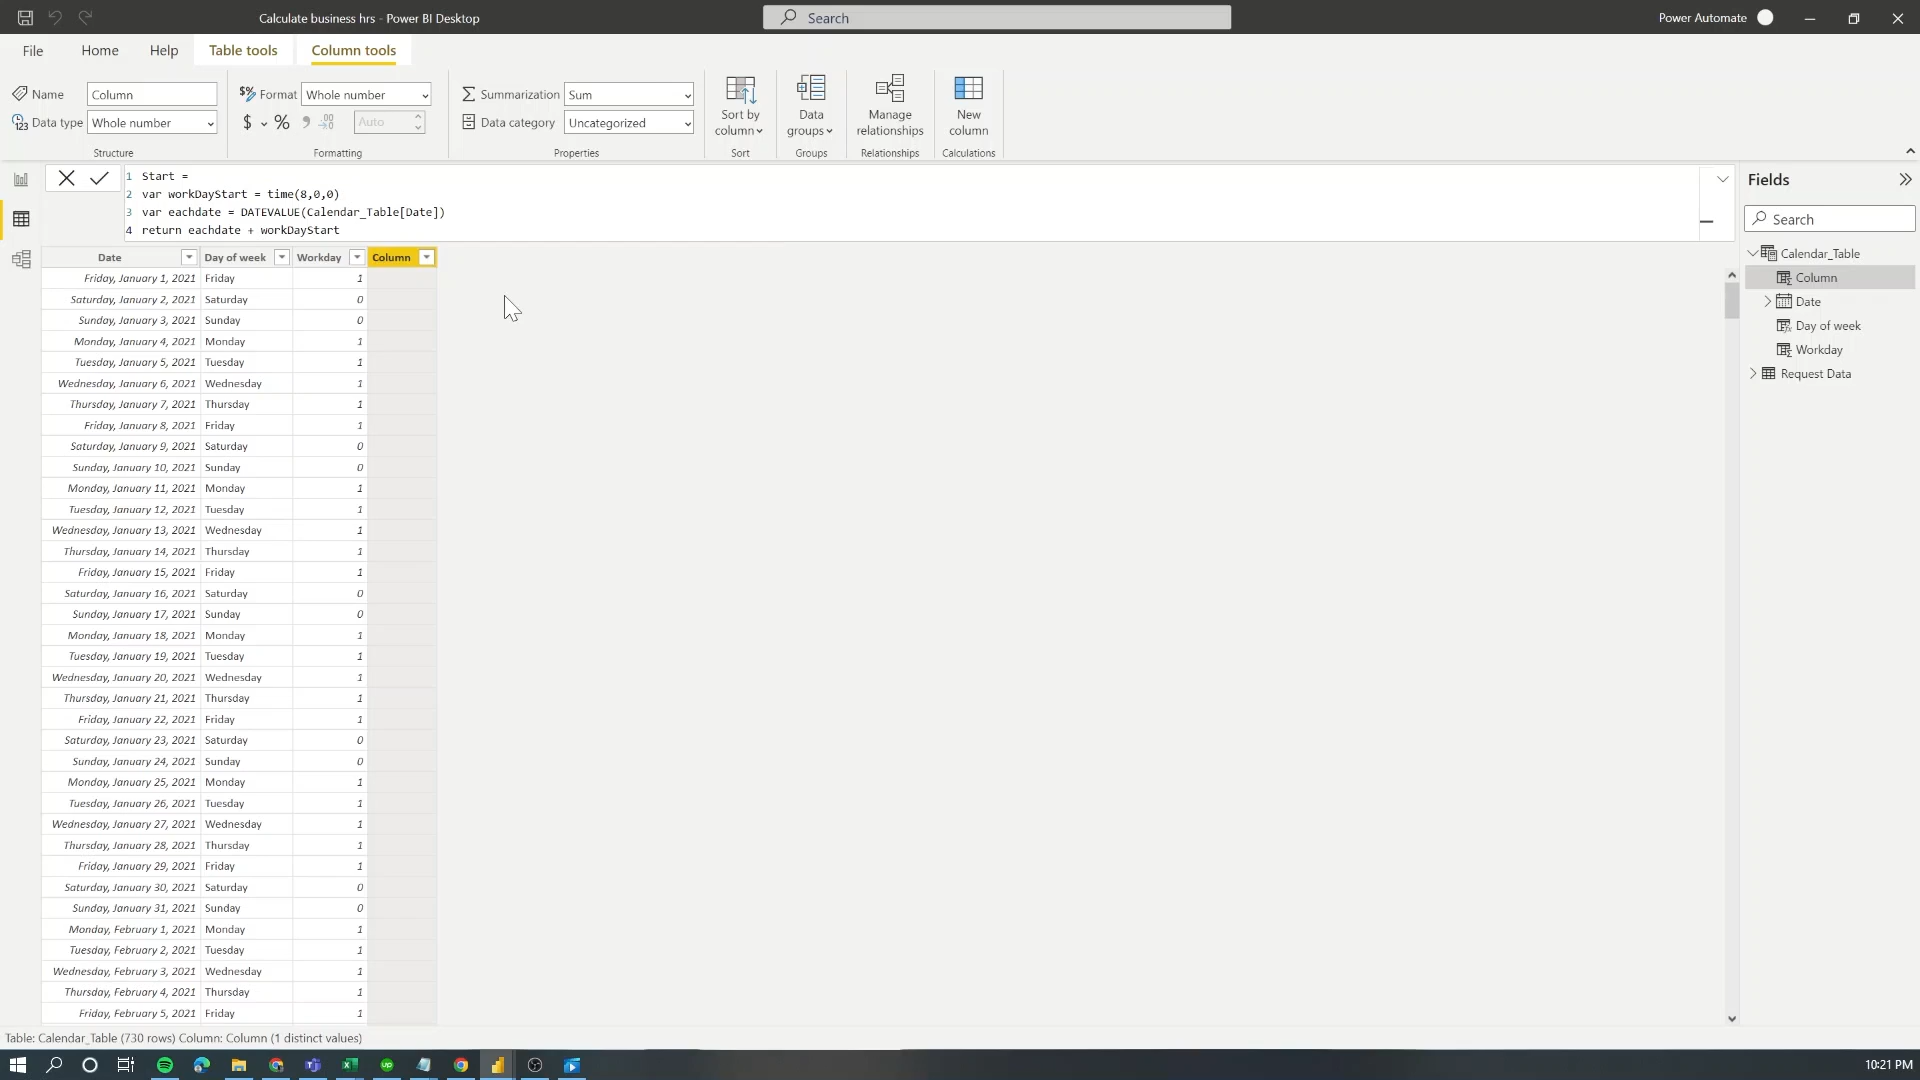 Calculate business hrs - Power BI Desktop
Search
Power Automate
File
Home
Help
Table tools
Column tools
Name
Column
Data type
Whole number
Structure
Format
Whole number
$
%
Auto
Formatting
Summarization
Sum
Data category
Uncategorized
Properties
Sort by
column
Sort
Data
groups
Groups
Manage
relationships
Relationships
New
column
Calculations
1 Start =
2 var workDayStart = time(8,0,0)
3 var eachdate = DATEVALUE(Calendar_Table[Date])
4 return eachdate + workDayStart
Date Day of week Workday Column
Friday, January 1, 2021 Friday 1
Saturday, January 2, 2021 Saturday 0
Sunday, January 3, 2021 Sunday 0
Monday, January 4, 2021 Monday 1
Tuesday, January 5, 2021 Tuesday 1
Wednesday, January 6, 2021 Wednesday 1
Thursday, January 7, 2021 Thursday 1
Friday, January 8, 2021 Friday 1
Saturday, January 9, 2021 Saturday 0
Sunday, January 10, 2021 Sunday 0
Monday, January 11, 2021 Monday 1
Tuesday, January 12, 2021 Tuesday 1
Wednesday, January 13, 2021 Wednesday 1
Thursday, January 14, 2021 Thursday 1
Friday, January 15, 2021 Friday 1
Saturday, January 16, 2021 Saturday 0
Sunday, January 17, 2021 Sunday 0
Monday, January 18, 2021 Monday 1
Tuesday, January 19, 2021 Tuesday 1
Wednesday, January 20, 2021 Wednesday 1
Thursday, January 21, 2021 Thursday 1
Friday, January 22, 2021 Friday 1
Saturday, January 23, 2021 Saturday 0
Sunday, January 24, 2021 Sunday 0
Monday, January 25, 2021 Monday 1
Tuesday, January 26, 2021 Tuesday 1
Wednesday, January 27, 2021 Wednesday 1
Thursday, January 28, 2021 Thursday 1
Friday, January 29, 2021 Friday 1
Saturday, January 30, 2021 Saturday 0
Sunday, January 31, 2021 Sunday 0
Monday, February 1, 2021 Monday 1
Tuesday, February 2, 2021 Tuesday 1
Wednesday, February 3, 2021 Wednesday 1
Thursday, February 4, 2021 Thursday 1
Friday, February 5, 2021 Friday 1
Fields
Search
Calendar_Table
Column
Date
Day of week
Workday
Request Data
Table: Calendar_Table (730 rows) Column: Column (1 distinct values)
10:21 PM